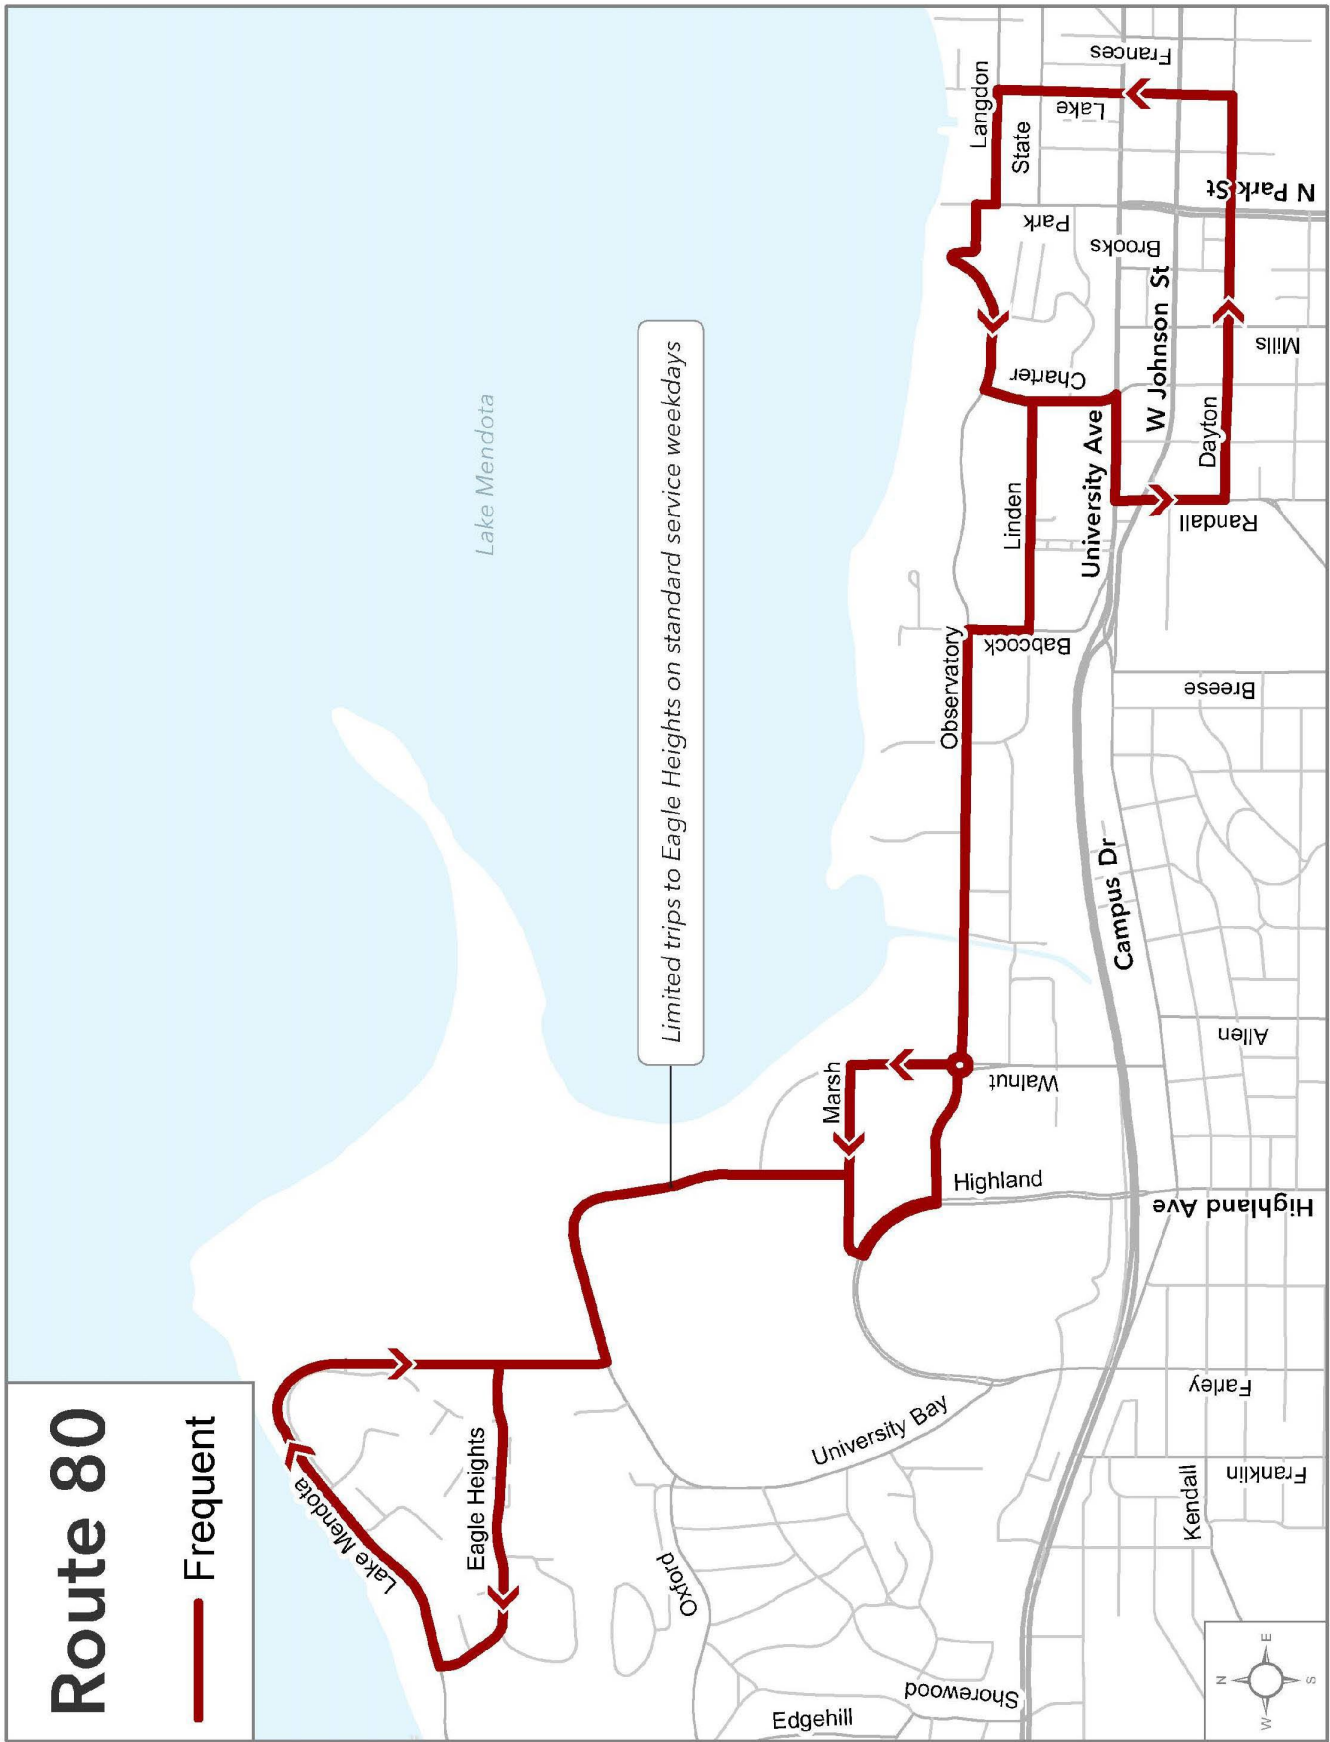 Route 80
Frequent
Lake Mendota
Limited trips to Eagle Heights on standard service weekdays
Lake Mendota
Eagle Heights
Oxford
University Bay
Edgehill
Shorewood
Marsh
Walnut
Highland
Highland Ave
Farley
Franklin
Kendall
Allen
Campus Dr
Breese
Observatory
Babcock
Linden
University Ave
Charter
W Johnson St
Dayton
Randall
Mills
Brooks
Park
N Park St
State
Langdon
Lake
Frances
N
W
E
S